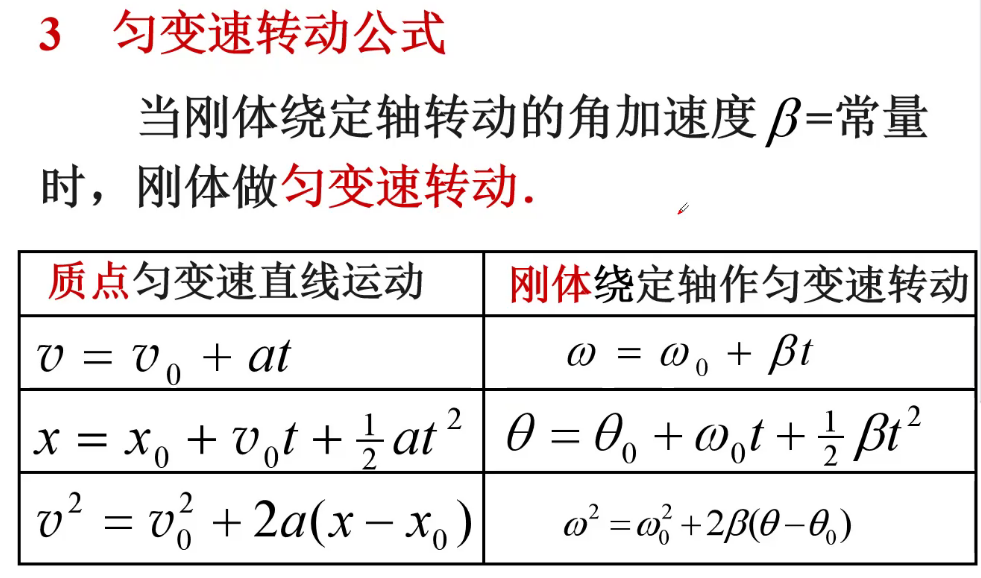 3 匀变速转动公式
当刚体绕定轴转动的角加速度 β=常量
时，刚体做匀变速转动.
质点匀变速直线运动 刚体绕定轴作匀变速转动
v = v₀ + at ω = ω₀ + βt
x = x₀ + v₀t + ½at² θ = θ₀ + ω₀t + ½βt²
v² = v₀² + 2a(x − x₀) ω² = ω₀² + 2β(θ − θ₀)